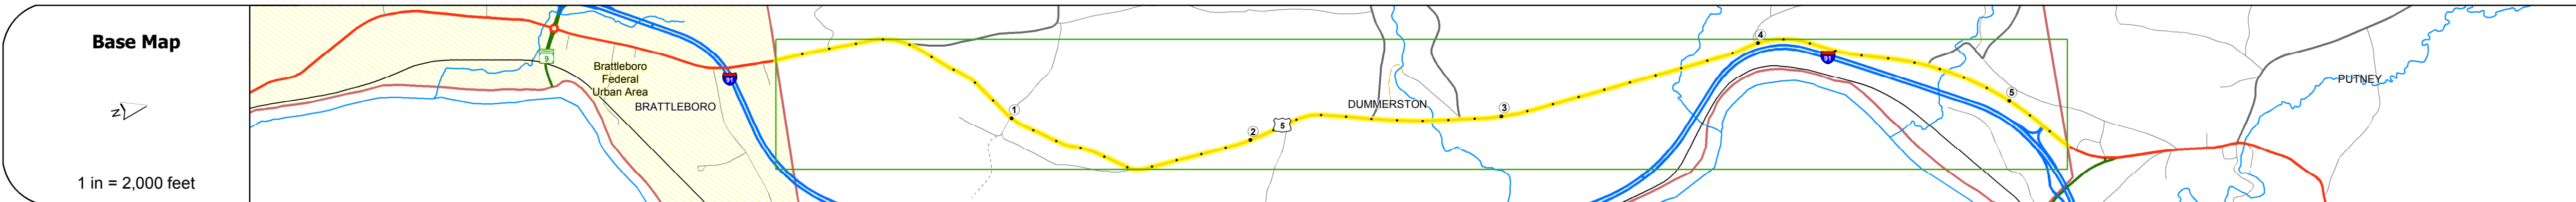 Base Map
N
1 in = 2,000 feet
9
Brattleboro
Federal
Urban Area
BRATTLEBORO
91
1
2
5
DUMMERSTON
3
4
91
5
PUTNEY